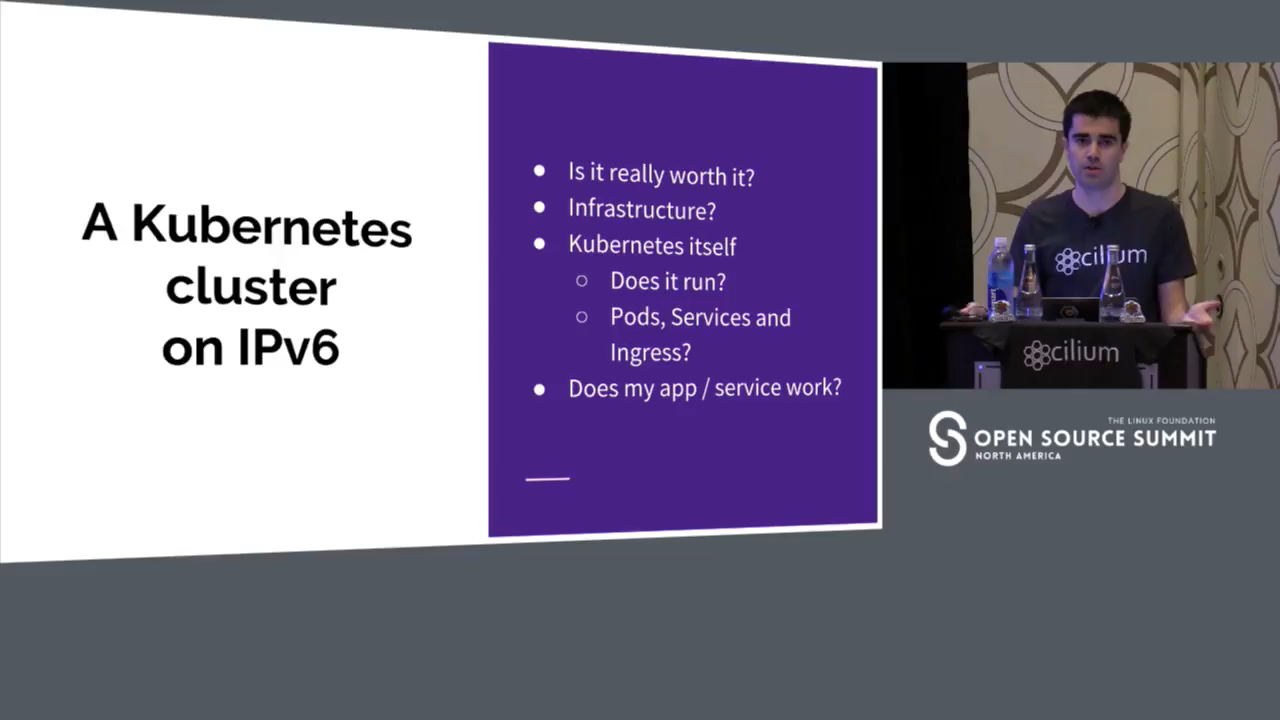 A Kubernetes
cluster
on IPv6
● Is it really worth it?
● Infrastructure?
● Kubernetes itself
○ Does it run?
○ Pods, Services and
Ingress?
● Does my app / service work?
cilium
cilium
THE LINUX FOUNDATION
OPEN SOURCE SUMMIT
NORTH AMERICA